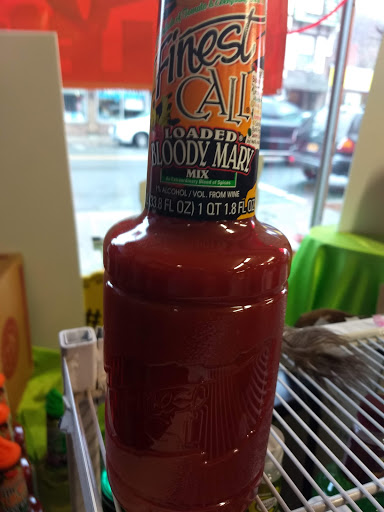 Finest
CALL
LOADED
BLOODY MARY
MIX
1% ALCOHOL / VOL. FROM WINE
(33.8 FL OZ) 1 QT 1.8 FL OZ